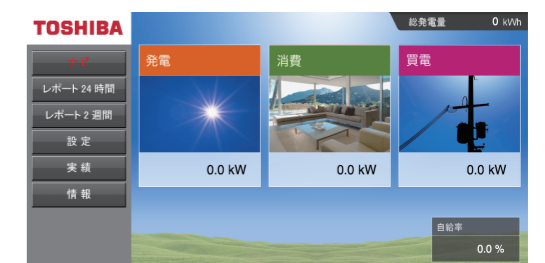 TOSHIBA
総発電量 0 kWh
ナビ
レポート 24 時間
レポート 2 週間
設 定
実 績
情 報
発電
0.0 kW
消費
0.0 kW
買電
0.0 kW
自給率
0.0 %